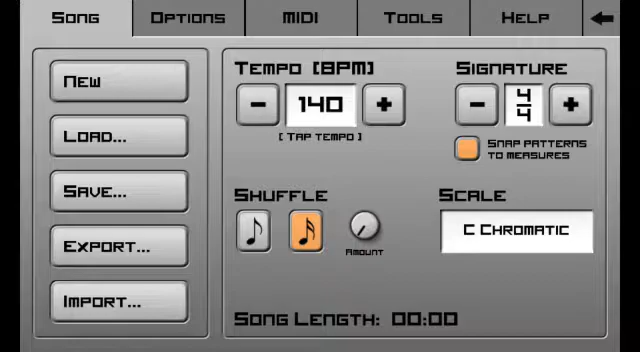 Song Options MIDI Tools Help
New
Load...
Save...
Export...
Import...
Tempo [BPM]
- 140 +
[ Tap Tempo ]
Signature
- 4/4 +
Snap patterns
to measures
Shuffle
Amount
Scale
C Chromatic
Song Length: 00:00